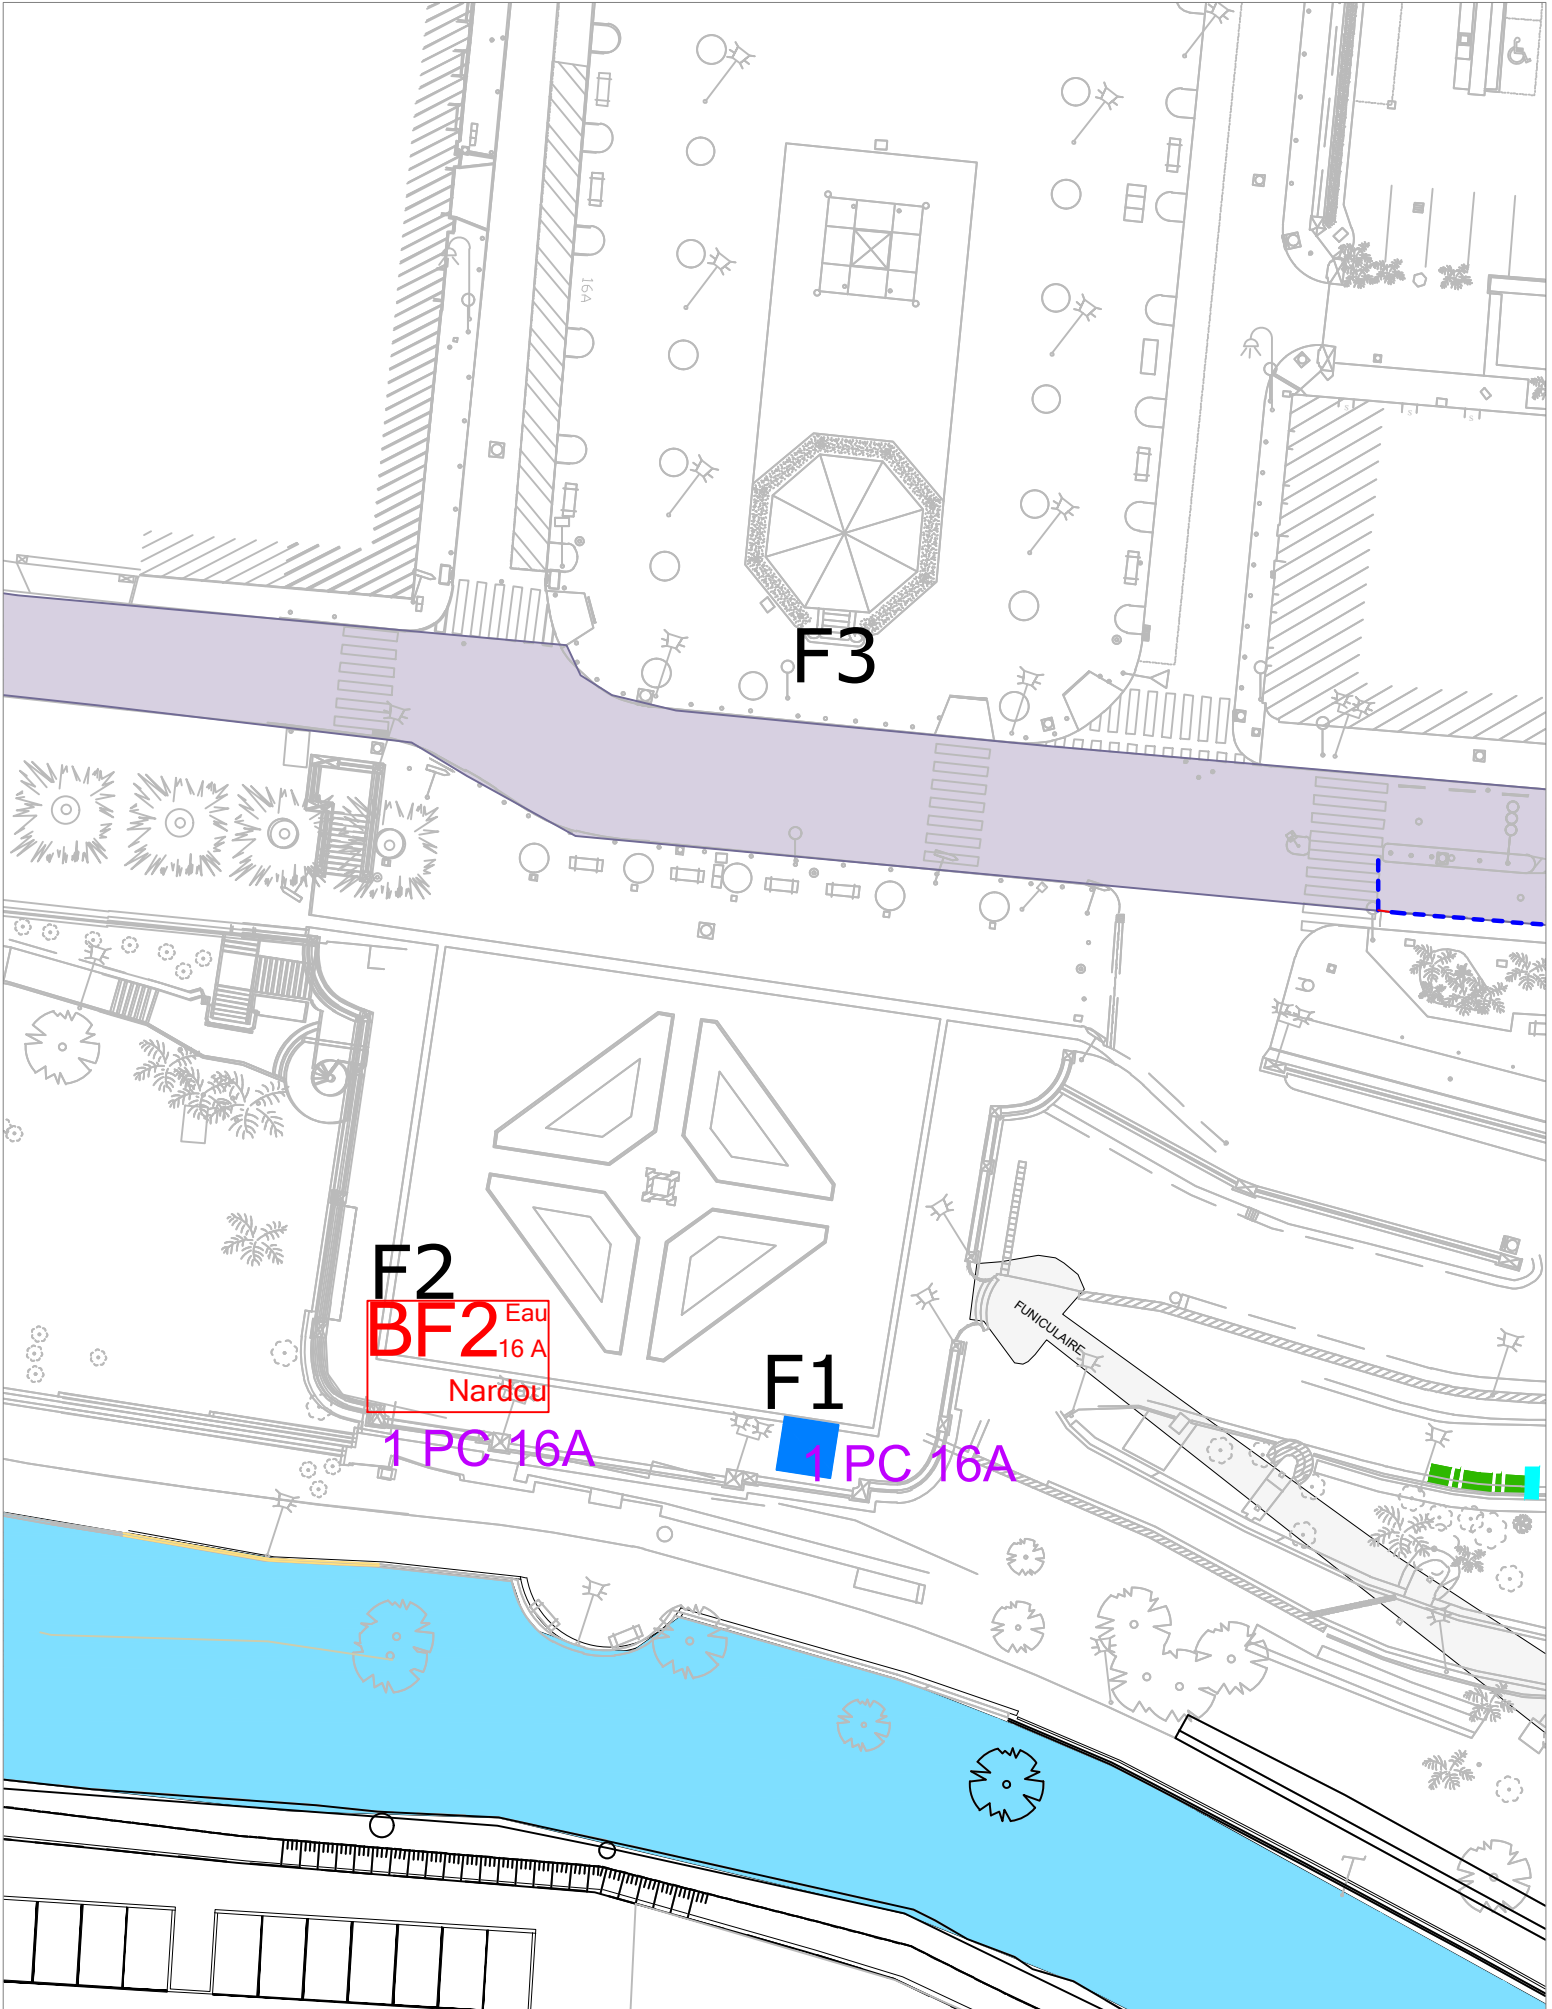 16A
F3
F2
BF2 Eau
16 A
Nardou
1 PC 16A
F1
1 PC 16A
FUNICULAIRE
S
S
S